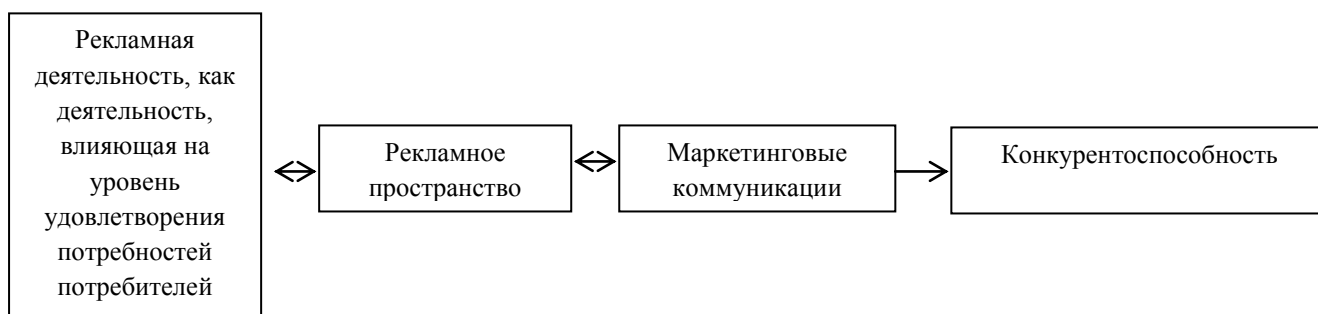 Рекламная
деятельность, как
деятельность,
влияющая на
уровень
удовлетворения
потребностей
потребителей
Рекламное
пространство
Маркетинговые
коммуникации
Конкурентоспособность